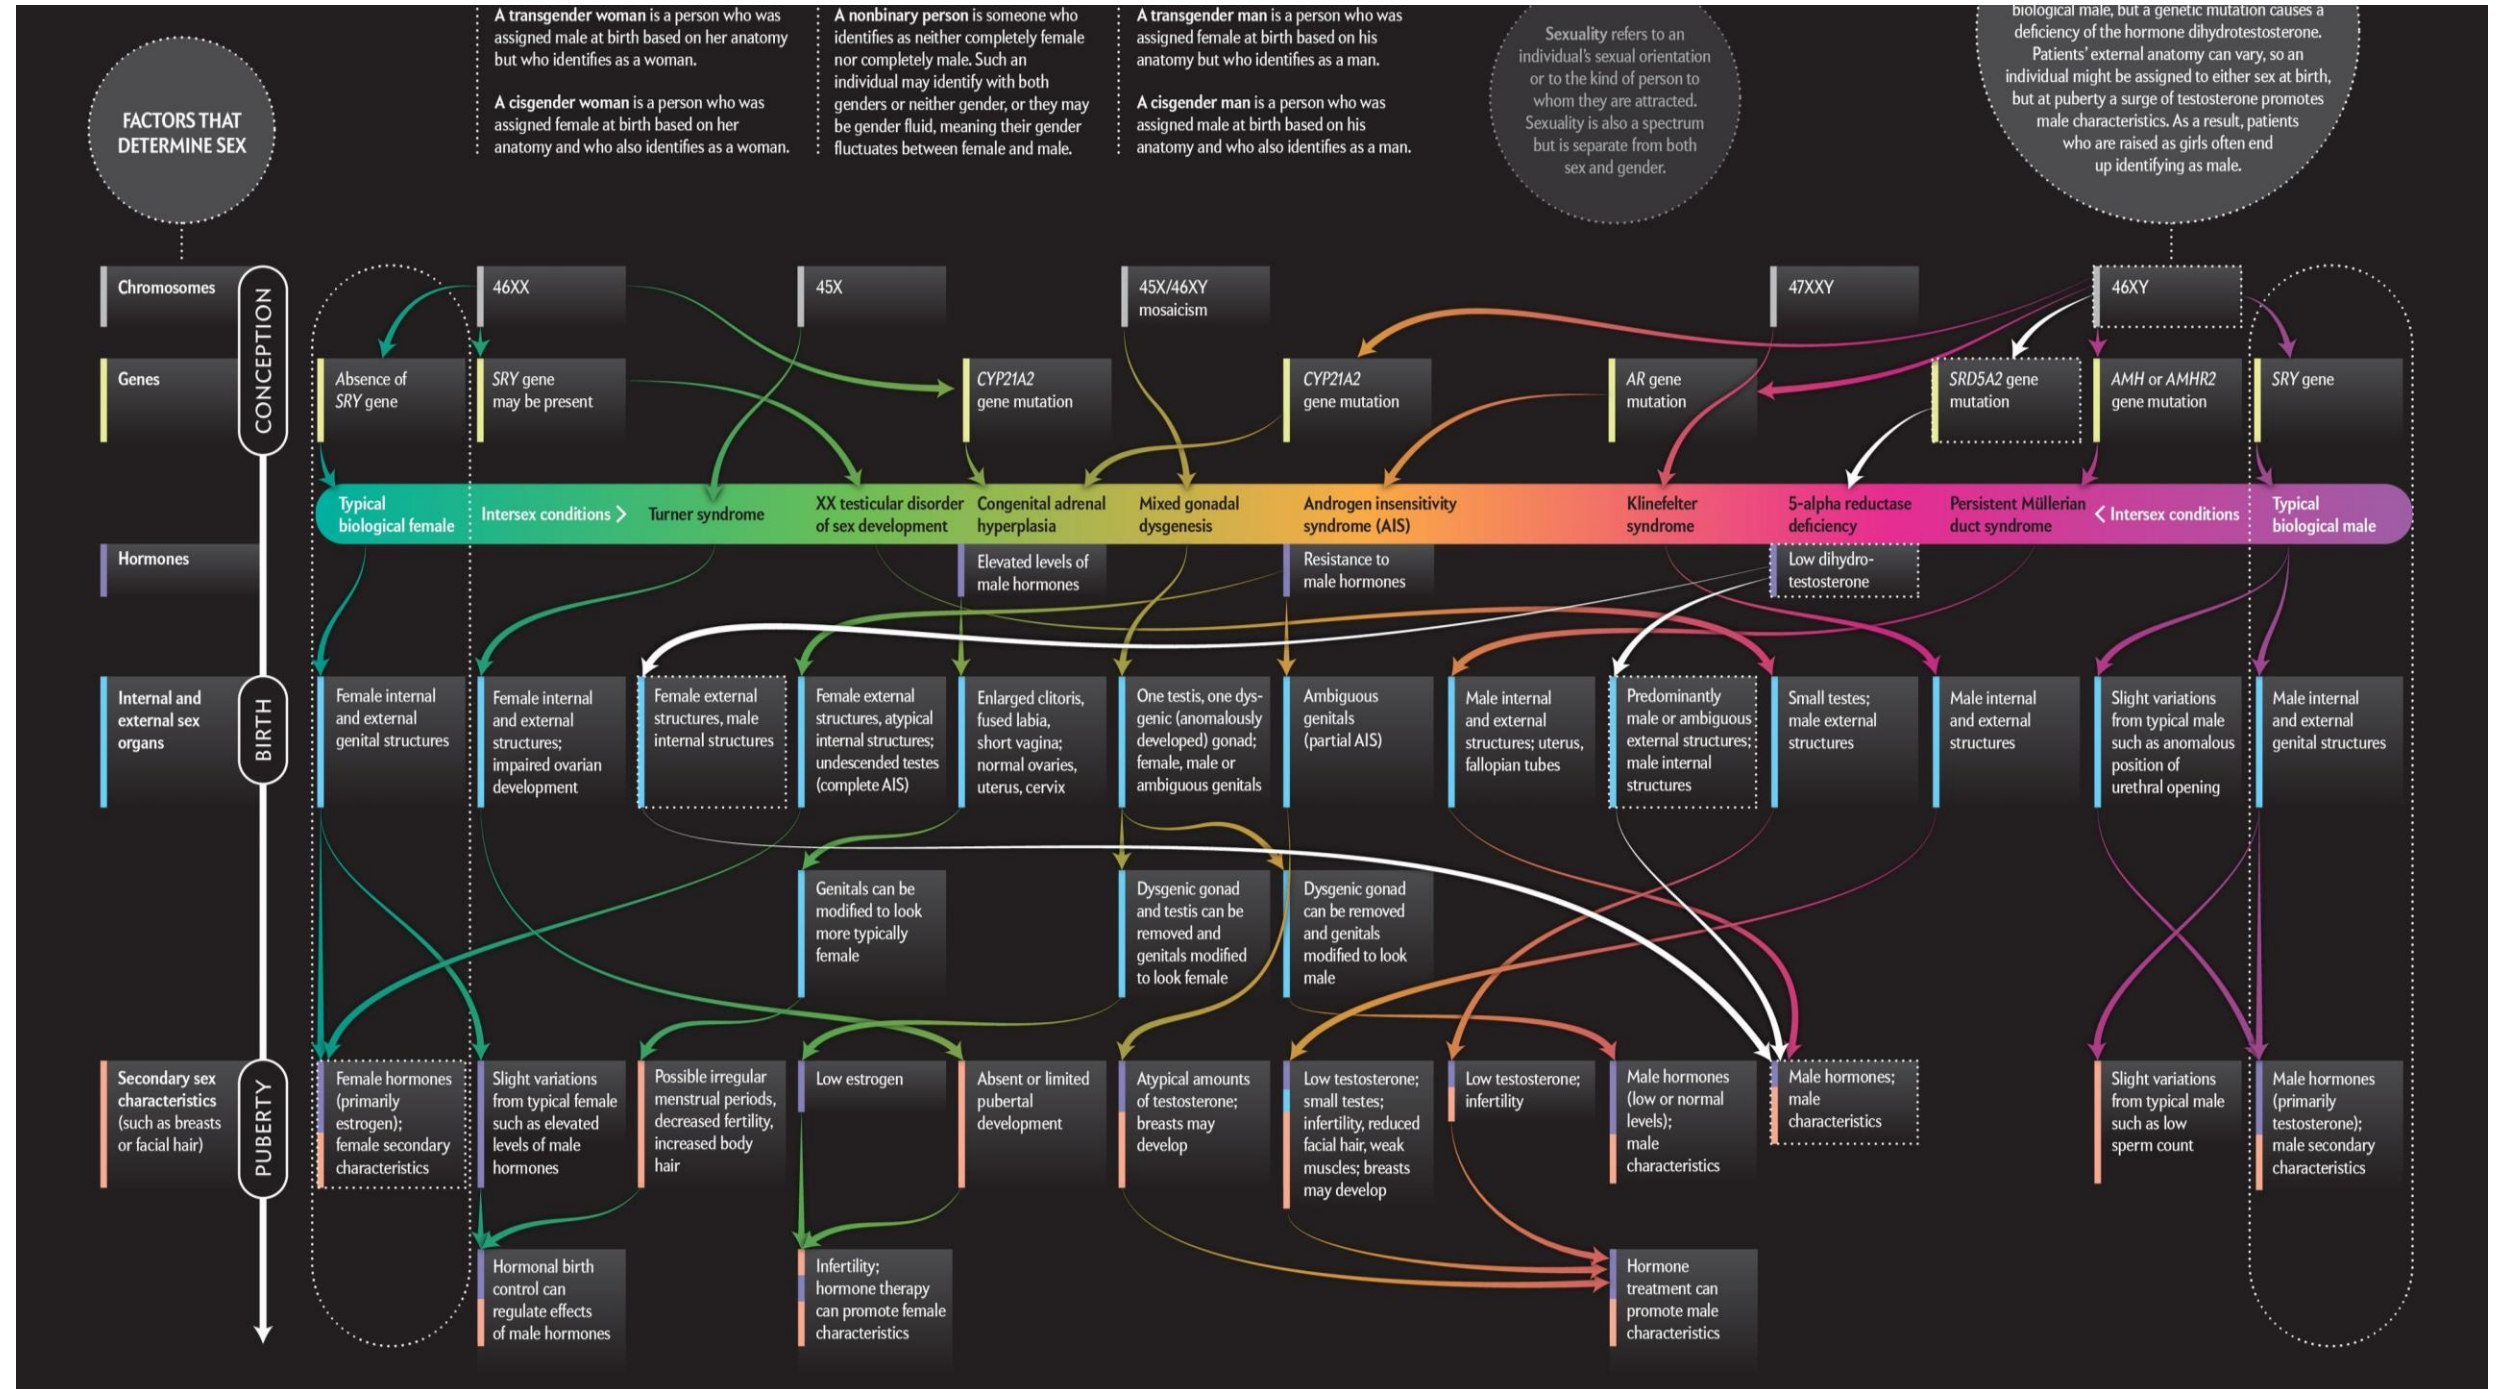 A transgender woman is a person who was
assigned male at birth based on her anatomy
but who identifies as a woman.
A cisgender woman is a person who was
assigned female at birth based on her
anatomy and who also identifies as a woman.
A nonbinary person is someone who
identifies as neither completely female
nor completely male. Such an
individual may identify with both
genders or neither gender, or they may
be gender fluid, meaning their gender
fluctuates between female and male.
A transgender man is a person who was
assigned female at birth based on his
anatomy but who identifies as a man.
A cisgender man is a person who was
assigned male at birth based on his
anatomy and who also identifies as a man.
Sexuality refers to an
individual's sexual orientation
or to the kind of person to
whom they are attracted.
Sexuality is also a spectrum
but is separate from both
sex and gender.
biological male, but a genetic mutation causes a
deficiency of the hormone dihydrotestosterone.
Patients' external anatomy can vary, so an
individual might be assigned to either sex at birth,
but at puberty a surge of testosterone promotes
male characteristics. As a result, patients
who are raised as girls often end
up identifying as male.
FACTORS THAT
DETERMINE SEX
CONCEPTION
Chromosomes
46XX
45X
45X/46XY
mosaicism
47XXY
46XY
Genes
Absence of
SRY gene
SRY gene
may be present
CYP21A2
gene mutation
CYP21A2
gene mutation
AR gene
mutation
SRD5A2 gene
mutation
AMH or AMHR2
gene mutation
SRY gene
Typical
biological female
Intersex conditions >
Turner syndrome
XX testicular disorder
of sex development
Congenital adrenal
hyperplasia
Mixed gonadal
dysgenesis
Androgen insensitivity
syndrome (AIS)
Klinefelter
syndrome
5-alpha reductase
deficiency
Persistent Müllerian
duct syndrome
< Intersex conditions
Typical
biological male
Hormones
Elevated levels of
male hormones
Resistance to
male hormones
Low dihydro-
testosterone
BIRTH
Internal and
external sex
organs
Female internal
and external
genital structures
Female internal
and external
structures;
impaired ovarian
development
Female external
structures, male
internal structures
Female external
structures, atypical
internal structures;
undescended testes
(complete AIS)
Enlarged clitoris,
fused labia,
short vagina;
normal ovaries,
uterus, cervix
One testis, one dys-
genic (anomalously
developed) gonad;
female, male or
ambiguous genitals
Ambiguous
genitals
(partial AIS)
Male internal
and external
structures; uterus,
fallopian tubes
Predominantly
male or ambiguous
external structures;
male internal
structures
Small testes;
male external
structures
Male internal
and external
structures
Slight variations
from typical male
such as anomalous
position of
urethral opening
Male internal
and external
genital structures
Genitals can be
modified to look
more typically
female
Dysgenic gonad
and testis can be
removed and
genitals modified
to look female
Dysgenic gonad
can be removed
and genitals
modified to look
male
PUBERTY
Secondary sex
characteristics
(such as breasts
or facial hair)
Female hormones
(primarily
estrogen);
female secondary
characteristics
Slight variations
from typical female
such as elevated
levels of male
hormones
Possible irregular
menstrual periods,
decreased fertility,
increased body
hair
Low estrogen
Absent or limited
pubertal
development
Atypical amounts
of testosterone;
breasts may
develop
Low testosterone;
small testes;
infertility, reduced
facial hair, weak
muscles; breasts
may develop
Low testosterone;
infertility
Male hormones
(low or normal
levels);
male
characteristics
Male hormones;
male
characteristics
Slight variations
from typical male
such as low
sperm count
Male hormones
(primarily
testosterone);
male secondary
characteristics
Hormonal birth
control can
regulate effects
of male hormones
Infertility;
hormone therapy
can promote female
characteristics
Hormone
treatment can
promote male
characteristics